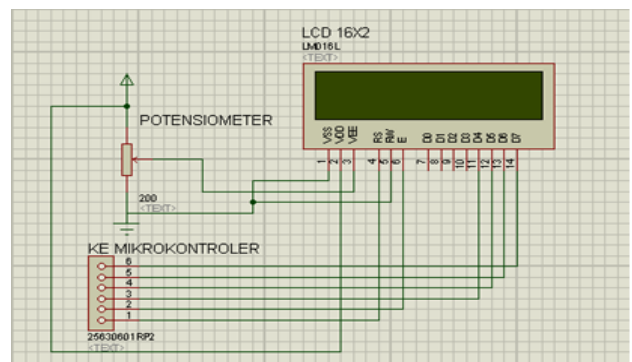 LCD 16X2
LM016L
<TEXT>
POTENSIOMETER
VSS
VDD
VEE
RS
RW
E
D0
D1
D2
D3
D4
D5
D6
D7
1
2
3
4
5
6
7
8
9
10
11
12
13
14
200
<TEXT>
KE MIKROKONTROLER
6
5
4
3
2
1
25630601RP2
<TEXT>